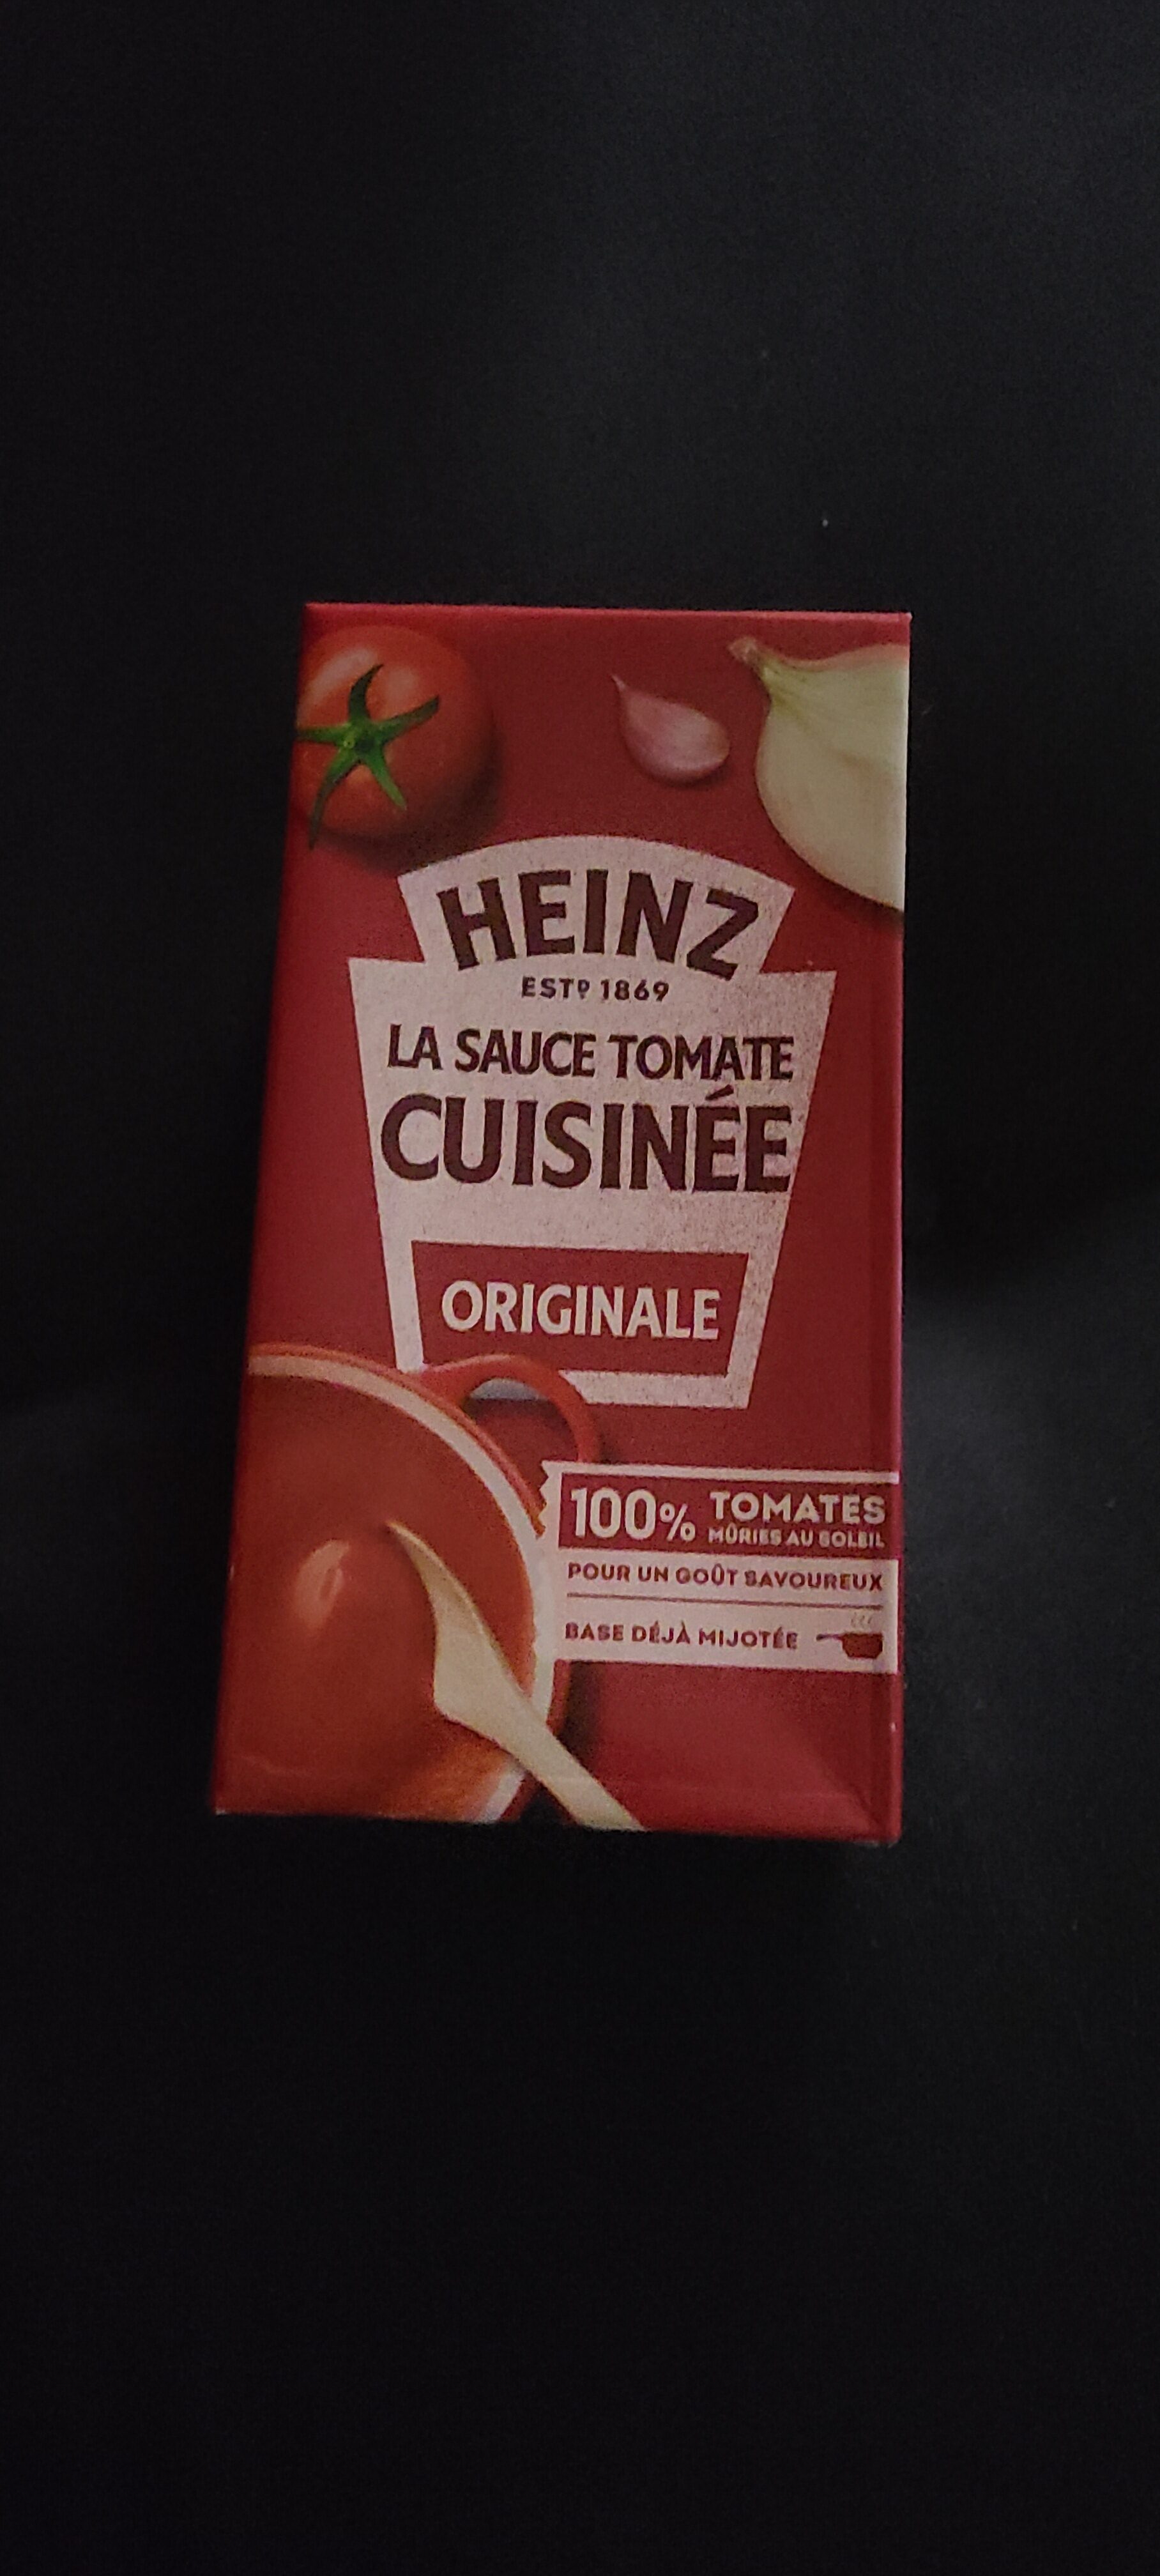 HEINZ
ESTD 1869
LA SAUCE TOMATE
CUISINÉE
ORIGINALE
100% TOMATES
MÛRIES AU SOLEIL
POUR UN GOÛT SAVOUREUX
BASE DÉJÀ MIJOTÉE